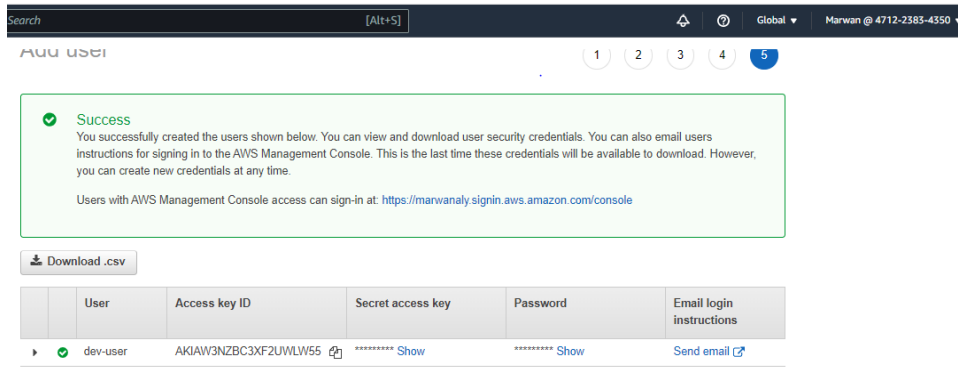 Search [Alt+S] Global Marwan @ 4712-2383-4350
Add user 1 2 3 4 5
Success
You successfully created the users shown below. You can view and download user security credentials. You can also email users
instructions for signing in to the AWS Management Console. This is the last time these credentials will be available to download. However,
you can create new credentials at any time.
Users with AWS Management Console access can sign-in at: https://marwanaly.signin.aws.amazon.com/console
Download .csv
User Access key ID Secret access key Password Email login
instructions
dev-user AKIAW3NZBC3XF2UWLW55 ********* Show ********* Show Send email